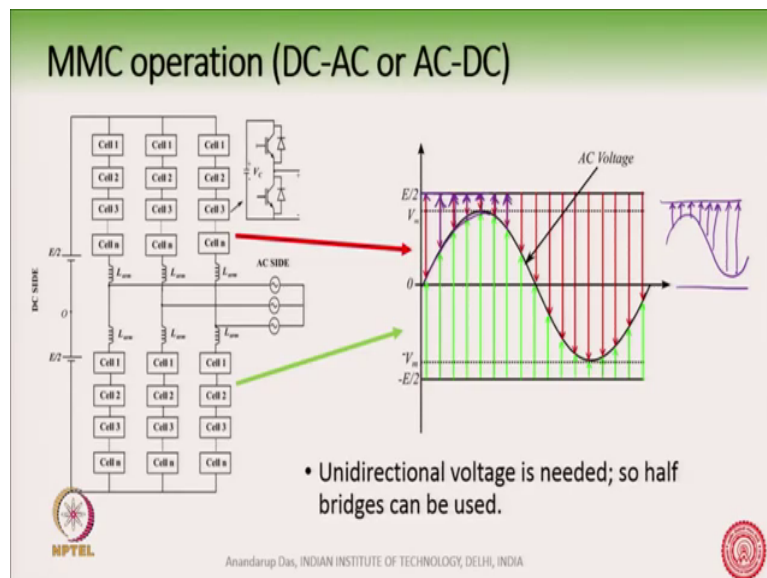 MMC operation (DC-AC or AC-DC)
Cell 1 Cell 1 Cell 1
Cell 2 Cell 2 Cell 2
Cell 3 Cell 3 Cell 3
Cell n Cell n Cell n
V_C
E/2
L_arm L_arm L_arm
AC SIDE
DC SIDE
O
L_arm L_arm L_arm
E/2
Cell 1 Cell 1 Cell 1
Cell 2 Cell 2 Cell 2
Cell 3 Cell 3 Cell 3
Cell n Cell n Cell n
AC Voltage
E/2
V_m
0
-V_m
-E/2
• Unidirectional voltage is needed; so half
bridges can be used.
NPTEL
Anandarup Das, INDIAN INSTITUTE OF TECHNOLOGY, DELHI, INDIA